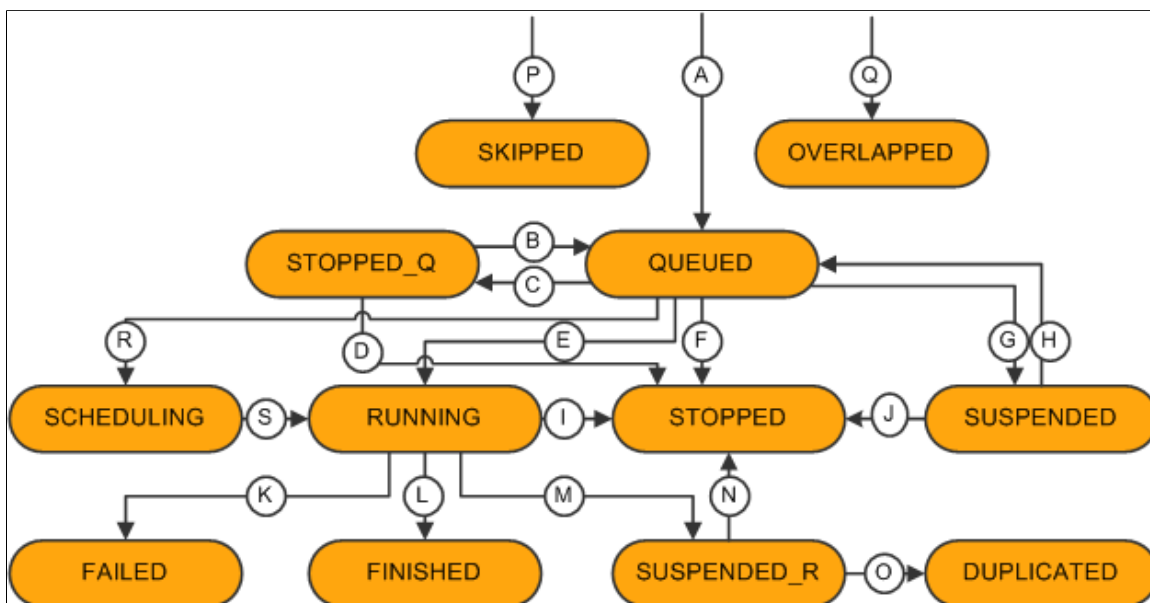 P
A
Q
SKIPPED
OVERLAPPED
STOPPED_Q
B
QUEUED
C
R
D
E
F
G
H
SCHEDULING
S
RUNNING
I
STOPPED
J
SUSPENDED
K
L
M
N
FAILED
FINISHED
SUSPENDED_R
O
DUPLICATED